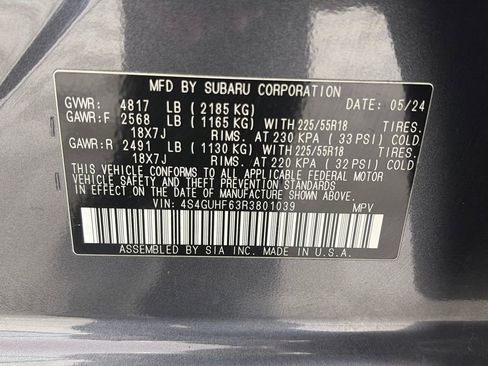 MFD BY SUBARU CORPORATION
GVWR: 4817 LB ( 2185 KG) DATE: 05/24
GAWR:F 2568 LB ( 1165 KG) WITH 225/55R18 TIRES.
18X7J RIMS. AT 230 KPA ( 33 PSI) COLD
GAWR:R 2491 LB ( 1130 KG) WITH 225/55R18 TIRES.
18X7J RIMS. AT 220 KPA ( 32 PSI) COLD
THIS VEHICLE CONFORMS TO ALL APPLICABLE FEDERAL MOTOR
VEHICLE SAFETY, BUMPER, AND THEFT PREVENTION STANDARDS
IN EFFECT ON THE DATE OF MANUFACTURE SHOWN ABOVE.
VIN: 4S4GUHF63R3801039 MPV
ASSEMBLED BY SIA INC. MADE IN U.S.A.